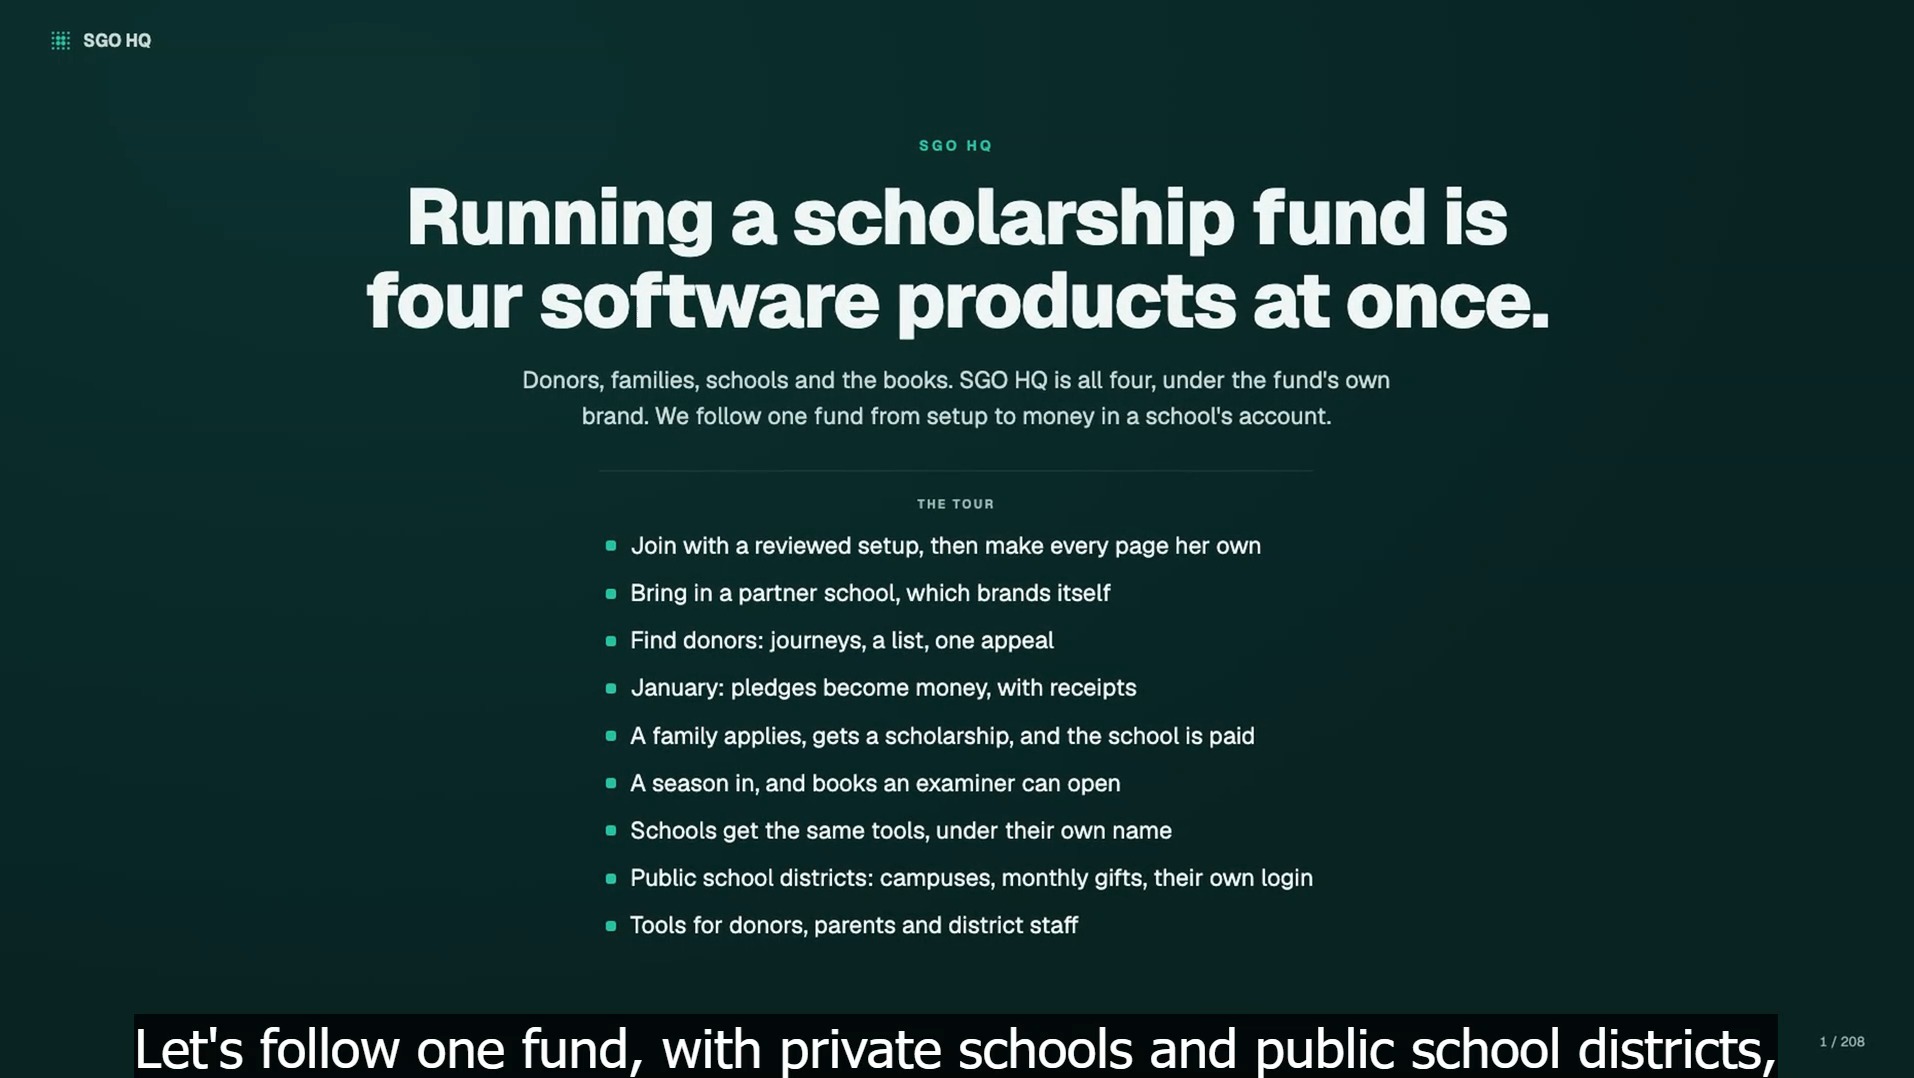 SGO HQ
SGO HQ
Running a scholarship fund is
four software products at once.
Donors, families, schools and the books. SGO HQ is all four, under the fund's own
brand. We follow one fund from setup to money in a school's account.
THE TOUR
Join with a reviewed setup, then make every page her own
Bring in a partner school, which brands itself
Find donors: journeys, a list, one appeal
January: pledges become money, with receipts
A family applies, gets a scholarship, and the school is paid
A season in, and books an examiner can open
Schools get the same tools, under their own name
Public school districts: campuses, monthly gifts, their own login
Tools for donors, parents and district staff
Let's follow one fund, with private schools and public school districts,
1 / 208